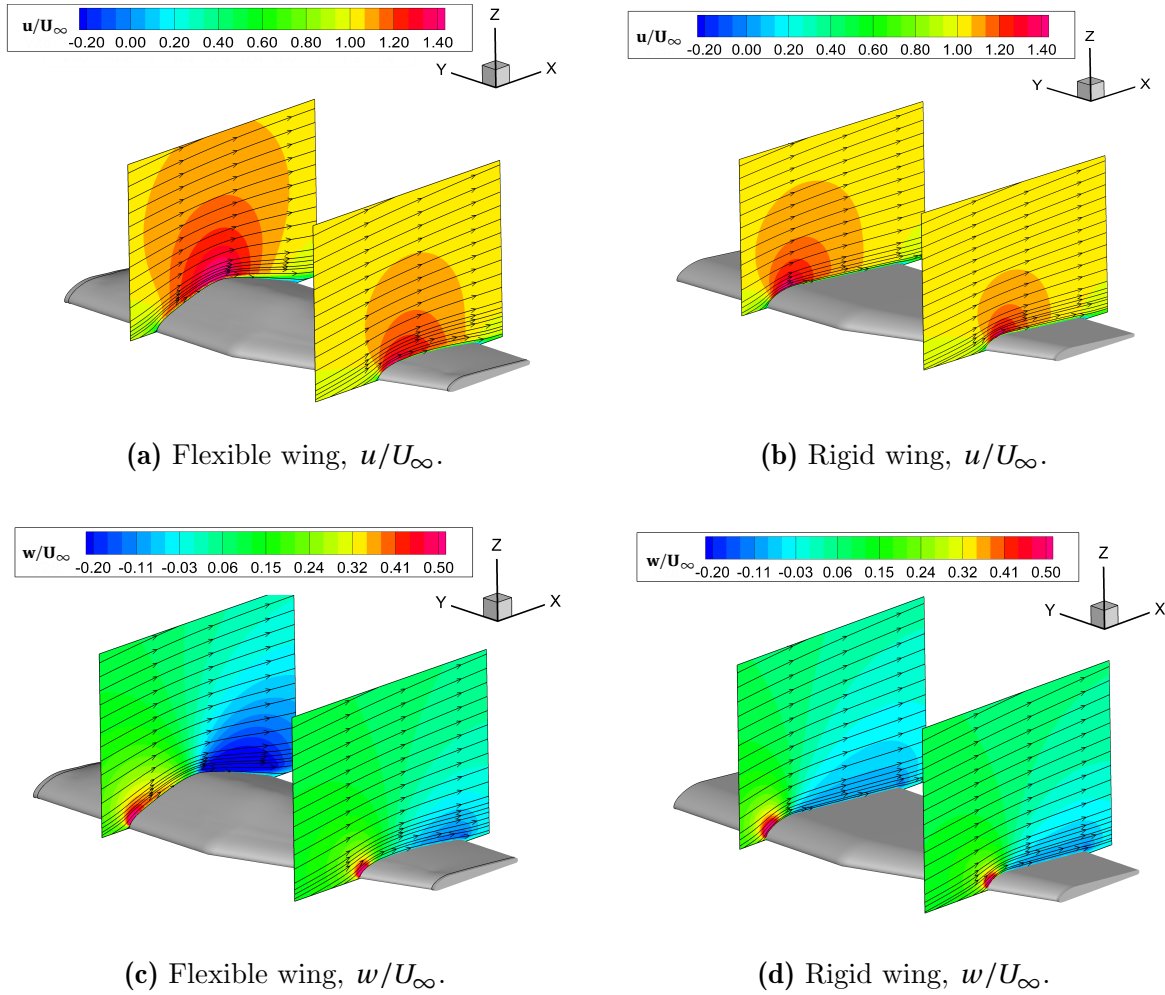 u/U∞
-0.20 0.00 0.20 0.40 0.60 0.80 1.00 1.20 1.40
Z
Y
X
u/U∞
-0.20 0.00 0.20 0.40 0.60 0.80 1.00 1.20 1.40
Z
Y
X
(a) Flexible wing, u/U∞.
(b) Rigid wing, u/U∞.
w/U∞
-0.20 -0.11 -0.03 0.06 0.15 0.24 0.32 0.41 0.50
Z
Y
X
w/U∞
-0.20 -0.11 -0.03 0.06 0.15 0.24 0.32 0.41 0.50
Z
Y
X
(c) Flexible wing, w/U∞.
(d) Rigid wing, w/U∞.